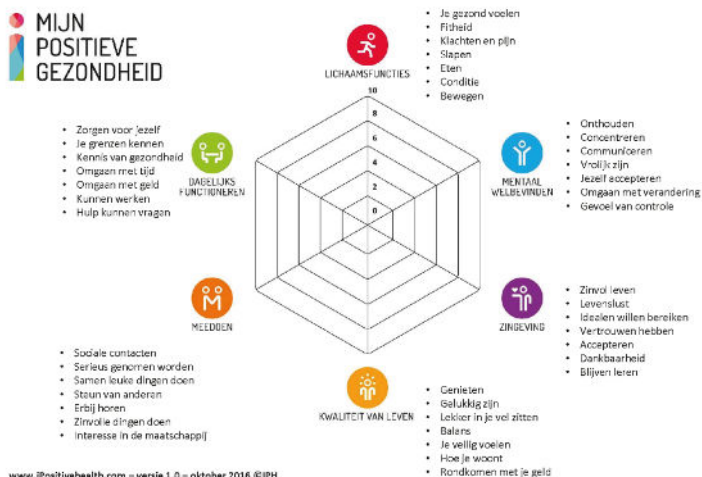 MIJN
POSITIEVE
GEZONDHEID
LICHAAMSFUNCTIES
Je gezond voelen
Fitheid
Klachten en pijn
Slapen
Eten
Conditie
Bewegen
10
8
6
4
2
0
Zorgen voor jezelf
Je grenzen kennen
Kennis van gezondheid
Omgaan met tijd
Omgaan met geld
Kunnen werken
Hulp kunnen vragen
DAGELIJKS
FUNCTIONEREN
MENTAAL
WELBEVINDEN
Onthouden
Concentreren
Communiceren
Vrolijk zijn
Jezelf accepteren
Omgaan met verandering
Gevoel van controle
MEEDOEN
Sociale contacten
Serieus genomen worden
Samen leuke dingen doen
Steun van anderen
Erbij horen
Zinvolle dingen doen
Interesse in de maatschappij
ZINGEVING
Zinvol leven
Levenslust
Idealen willen bereiken
Vertrouwen hebben
Accepteren
Dankbaarheid
Blijven leren
KWALITEIT VAN LEVEN
Genieten
Gelukkig zijn
Lekker in je vel zitten
Balans
Je veilig voelen
Hoe je woont
Rondkomen met je geld
www.iPositivehealth.com – versie 1.0 – oktober 2016 ©IPH